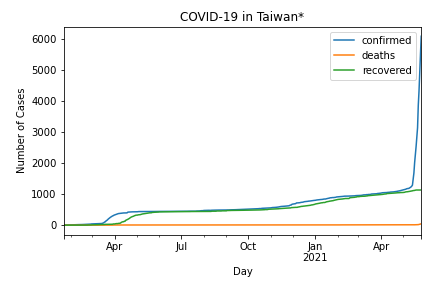 COVID-19 in Taiwan*
confirmed
deaths
recovered
Number of Cases
6000
5000
4000
3000
2000
1000
0
Apr Jul Oct Jan Apr
2021
Day